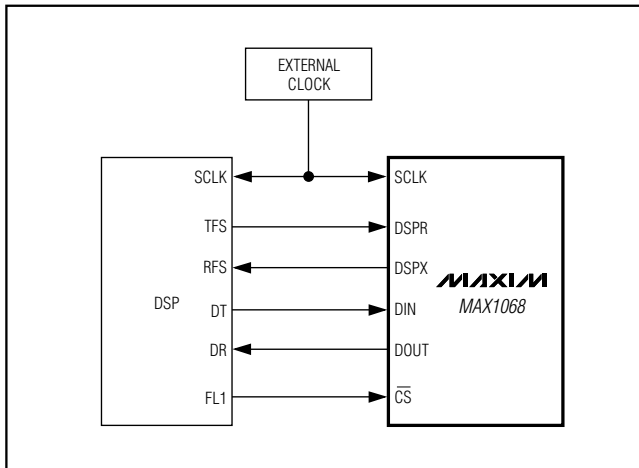 EXTERNAL
CLOCK
SCLK
SCLK
TFS
DSPR
RFS
DSPX
MAXIM
DSP
DT
DIN
MAX1068
DR
DOUT
FL1
CS